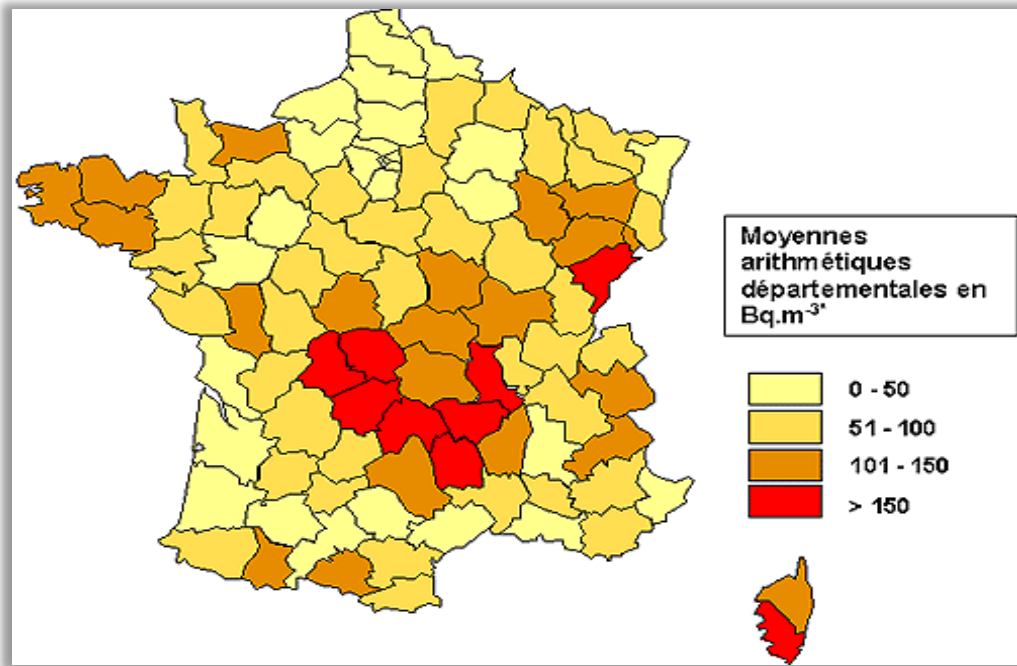 Moyennes
arithmétiques
départementales en
Bq.m⁻³*
0 - 50
51 - 100
101 - 150
> 150